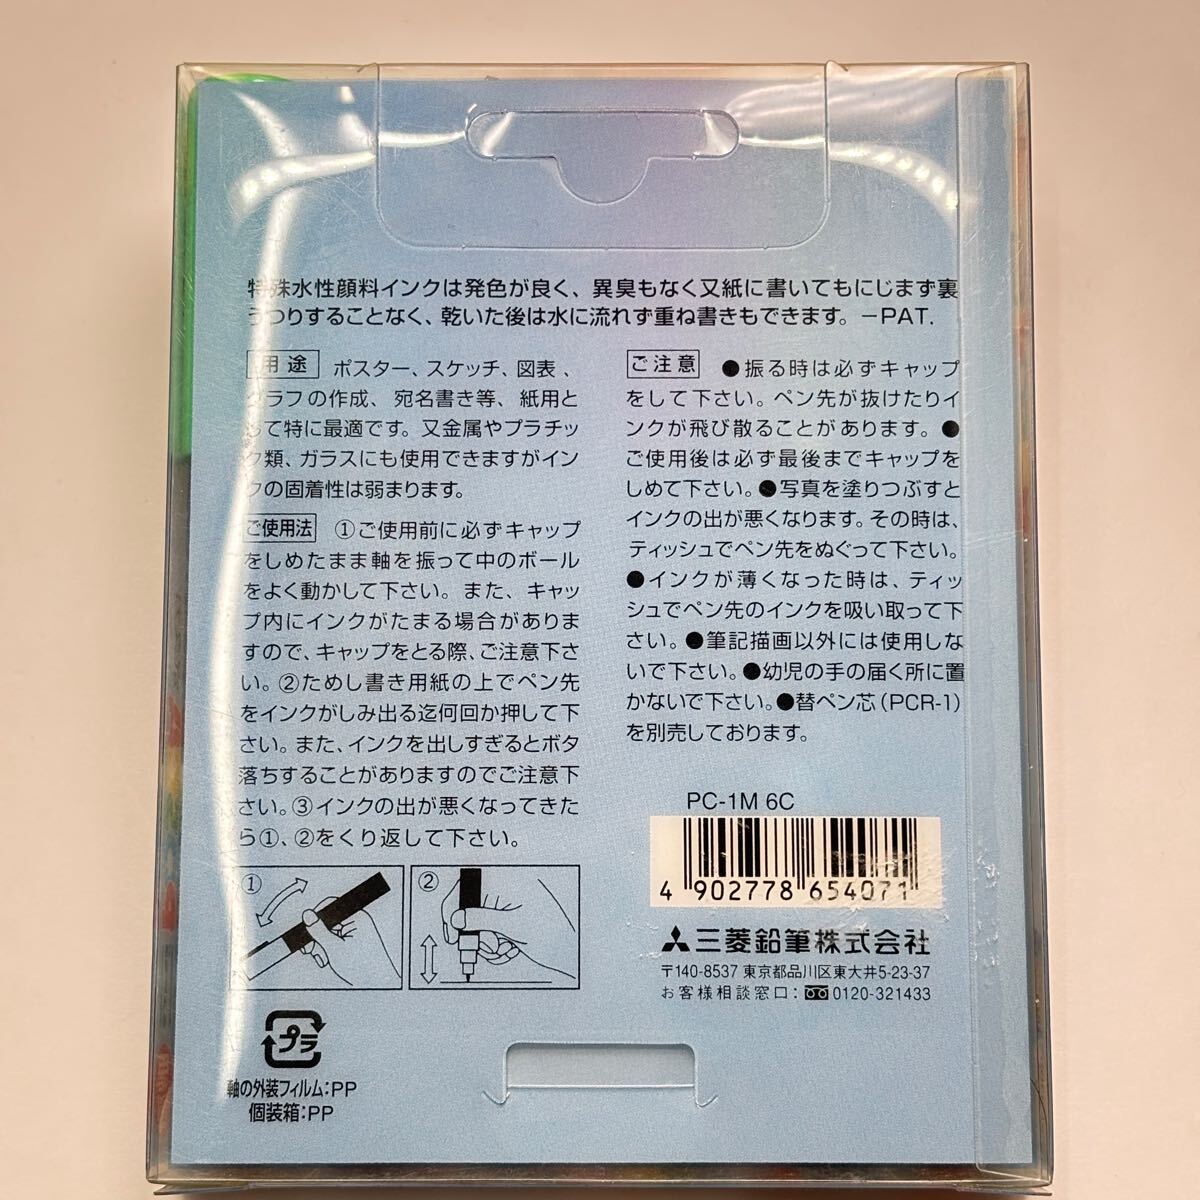 特殊水性顔料インクは発色が良く、異臭もなく又紙に書いてもにじまず裏
うつりすることなく、乾いた後は水に流れず重ね書きもできます。−PAT.
用途 ポスター、スケッチ、図表、
グラフの作成、宛名書き等、紙用と
して特に最適です。又金属やプラチッ
ク類、ガラスにも使用できますがイン
クの固着性は弱まります。
ご使用法 ①ご使用前に必ずキャップ
をしめたまま軸を振って中のボール
をよく動かして下さい。また、キャッ
プ内にインクがたまる場合がありま
すので、キャップをとる際、ご注意下さ
い。②ためし書き用紙の上でペン先
をインクがしみ出る迄何回か押して下
さい。また、インクを出しすぎるとボタ
落ちすることがありますのでご注意下
さい。③インクの出が悪くなってきた
ら①、②をくり返して下さい。
①
②
プラ
軸の外装フィルム:PP
個装箱:PP
ご注意 ●振る時は必ずキャップ
をして下さい。ペン先が抜けたりイ
ンクが飛び散ることがあります。●
ご使用後は必ず最後までキャップを
しめて下さい。●写真を塗りつぶすと
インクの出が悪くなります。その時は、
ティッシュでペン先をぬぐって下さい。
●インクが薄くなった時は、ティッ
シュでペン先のインクを吸い取って下
さい。●筆記描画以外には使用しな
いで下さい。●幼児の手の届く所に置
かないで下さい。●替ペン芯(PCR-1)
を別売しております。
PC-1M 6C
4 902778 654071
三菱鉛筆株式会社
〒140-8537 東京都品川区東大井5-23-37
お客様相談窓口: 0120-321433